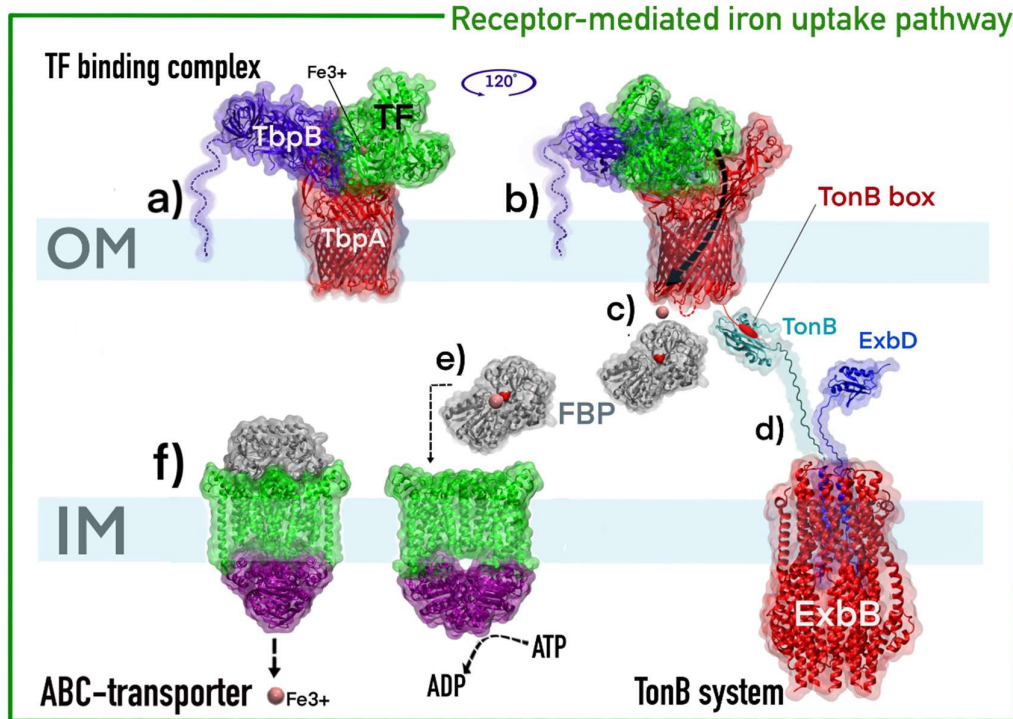 Receptor-mediated iron uptake pathway
TF binding complex
Fe3+
120°
TbpB
TF
a)
b)
TonB box
OM
TbpA
c)
TonB
ExbD
e)
FBP
d)
f)
IM
ExbB
ATP
ADP
ABC-transporter
Fe3+
TonB system